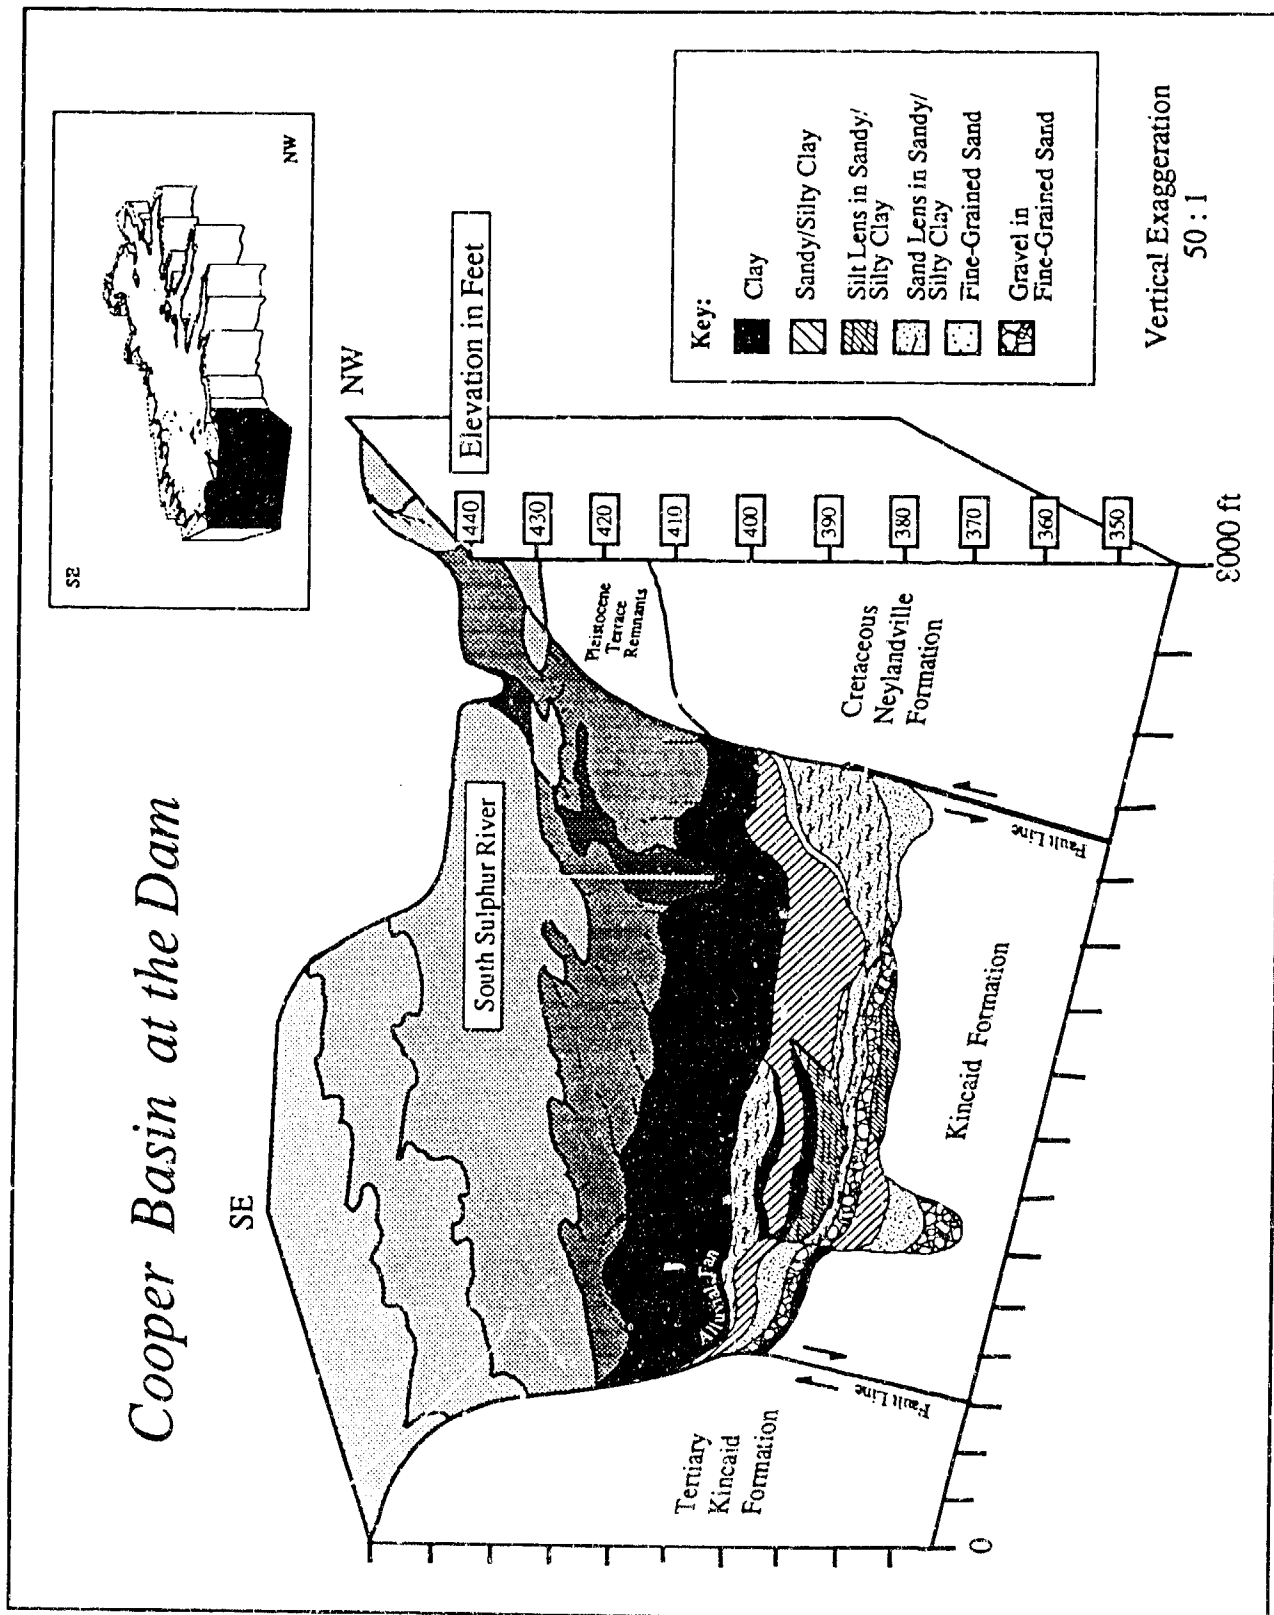 Cooper Basin at the Dam
SE
NW
SE
NW
South Sulphur River
Elevation in Feet
440
430
420
410
400
390
380
370
360
350
Pleistocene
Terrace
Remnants
Alluvial Fan
Tertiary
Kincaid
Formation
Kincaid Formation
Cretaceous
Neylandville
Formation
Fault Line
Fault Line
0
3000 ft
Key:
Clay
Sandy/Silty Clay
Silt Lens in Sandy/
Silty Clay
Sand Lens in Sandy/
Silty Clay
Fine-Grained Sand
Gravel in
Fine-Grained Sand
Vertical Exaggeration
50 : 1